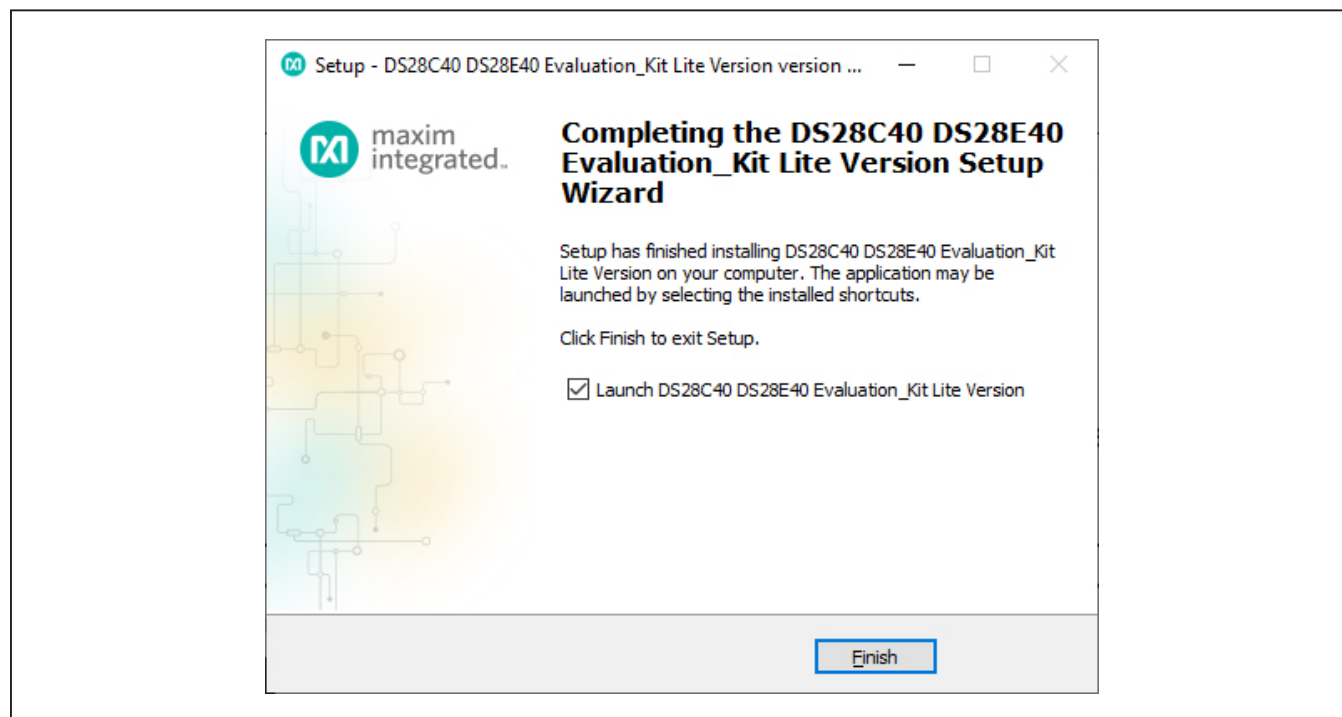 Setup - DS28C40 DS28E40 Evaluation_Kit Lite Version version ...
maxim
integrated™
Completing the DS28C40 DS28E40
Evaluation_Kit Lite Version Setup
Wizard
Setup has finished installing DS28C40 DS28E40 Evaluation_Kit
Lite Version on your computer. The application may be
launched by selecting the installed shortcuts.
Click Finish to exit Setup.
Launch DS28C40 DS28E40 Evaluation_Kit Lite Version
Finish